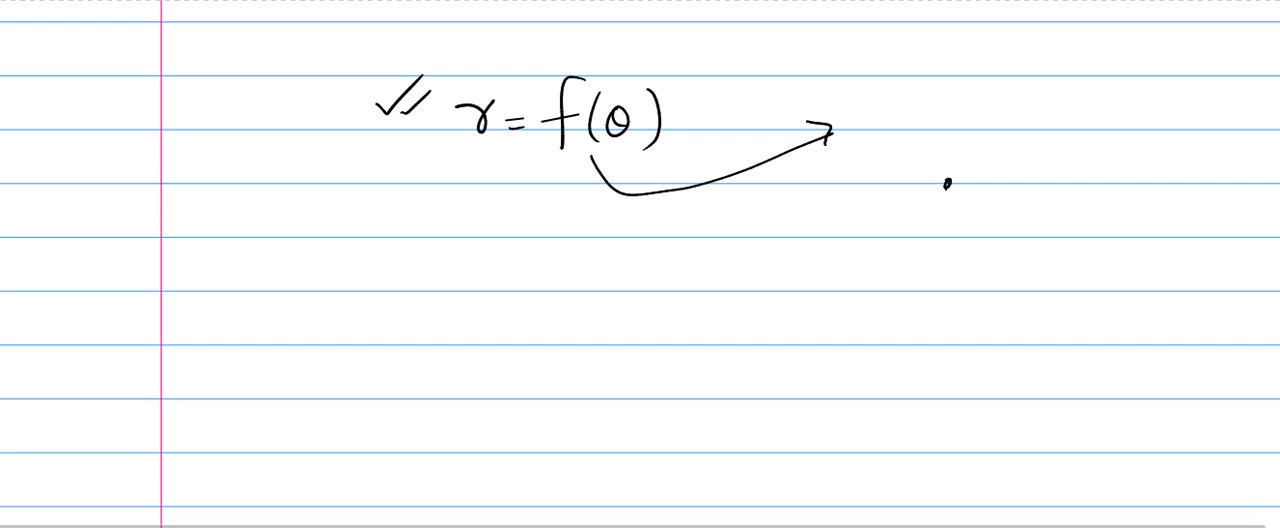 r = f(θ)